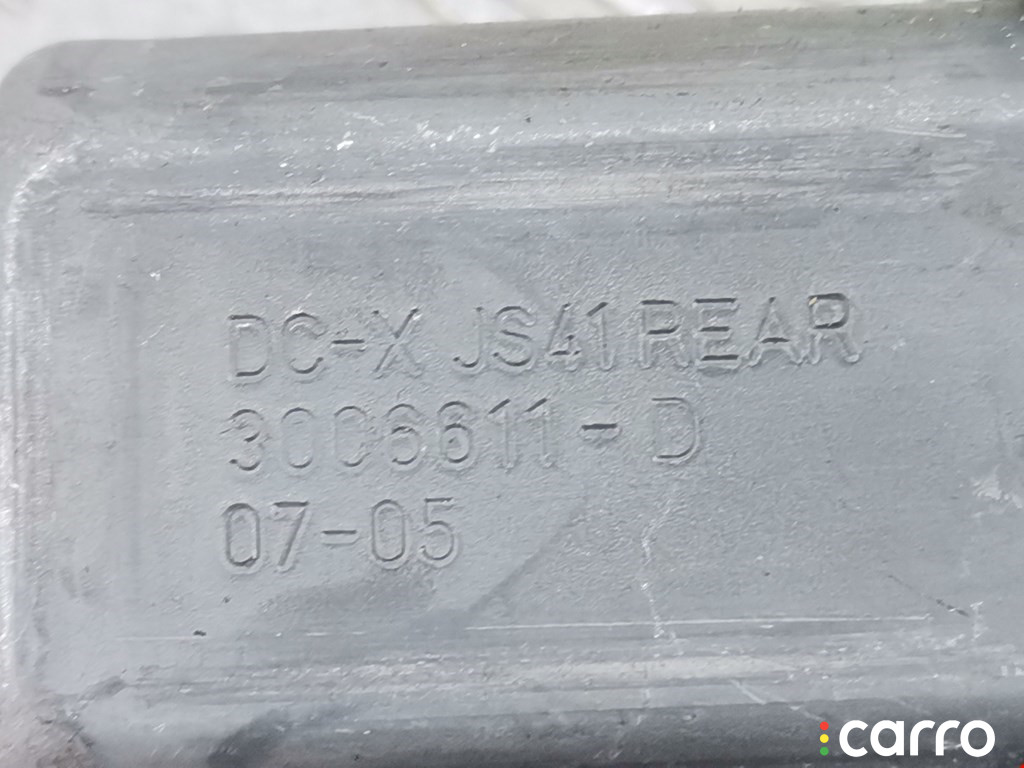 DC-X JS41 REAR
3006611-D
07-05
carro